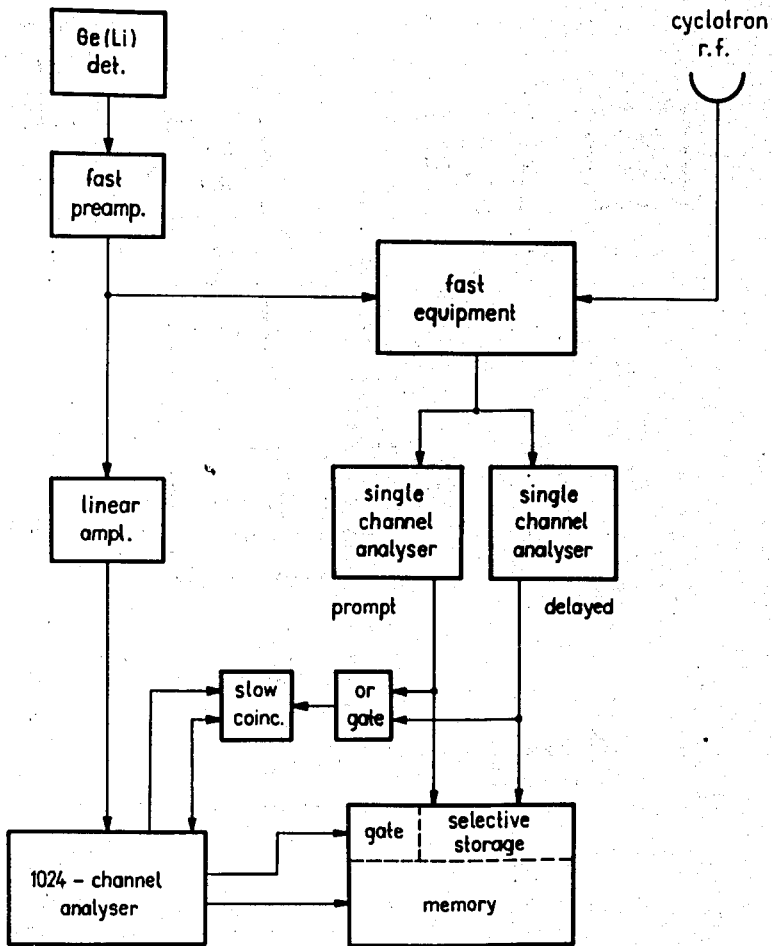 Ge(Li)
det.
cyclotron
r.f.
fast
preamp.
fast
equipment
linear
ampl.
single
channel
analyser
single
channel
analyser
prompt
delayed
slow
coinc.
or
gate
gate
selective
storage
1024 - channel
analyser
memory